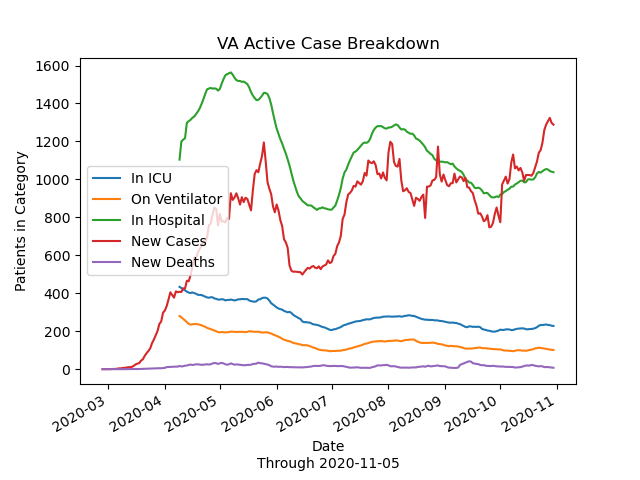 VA Active Case Breakdown
Patients in Category
1600
1400
1200
1000
800
600
400
200
0
In ICU
On Ventilator
In Hospital
New Cases
New Deaths
2020-03
2020-04
2020-05
2020-06
2020-07
2020-08
2020-09
2020-10
2020-11
Date
Through 2020-11-05